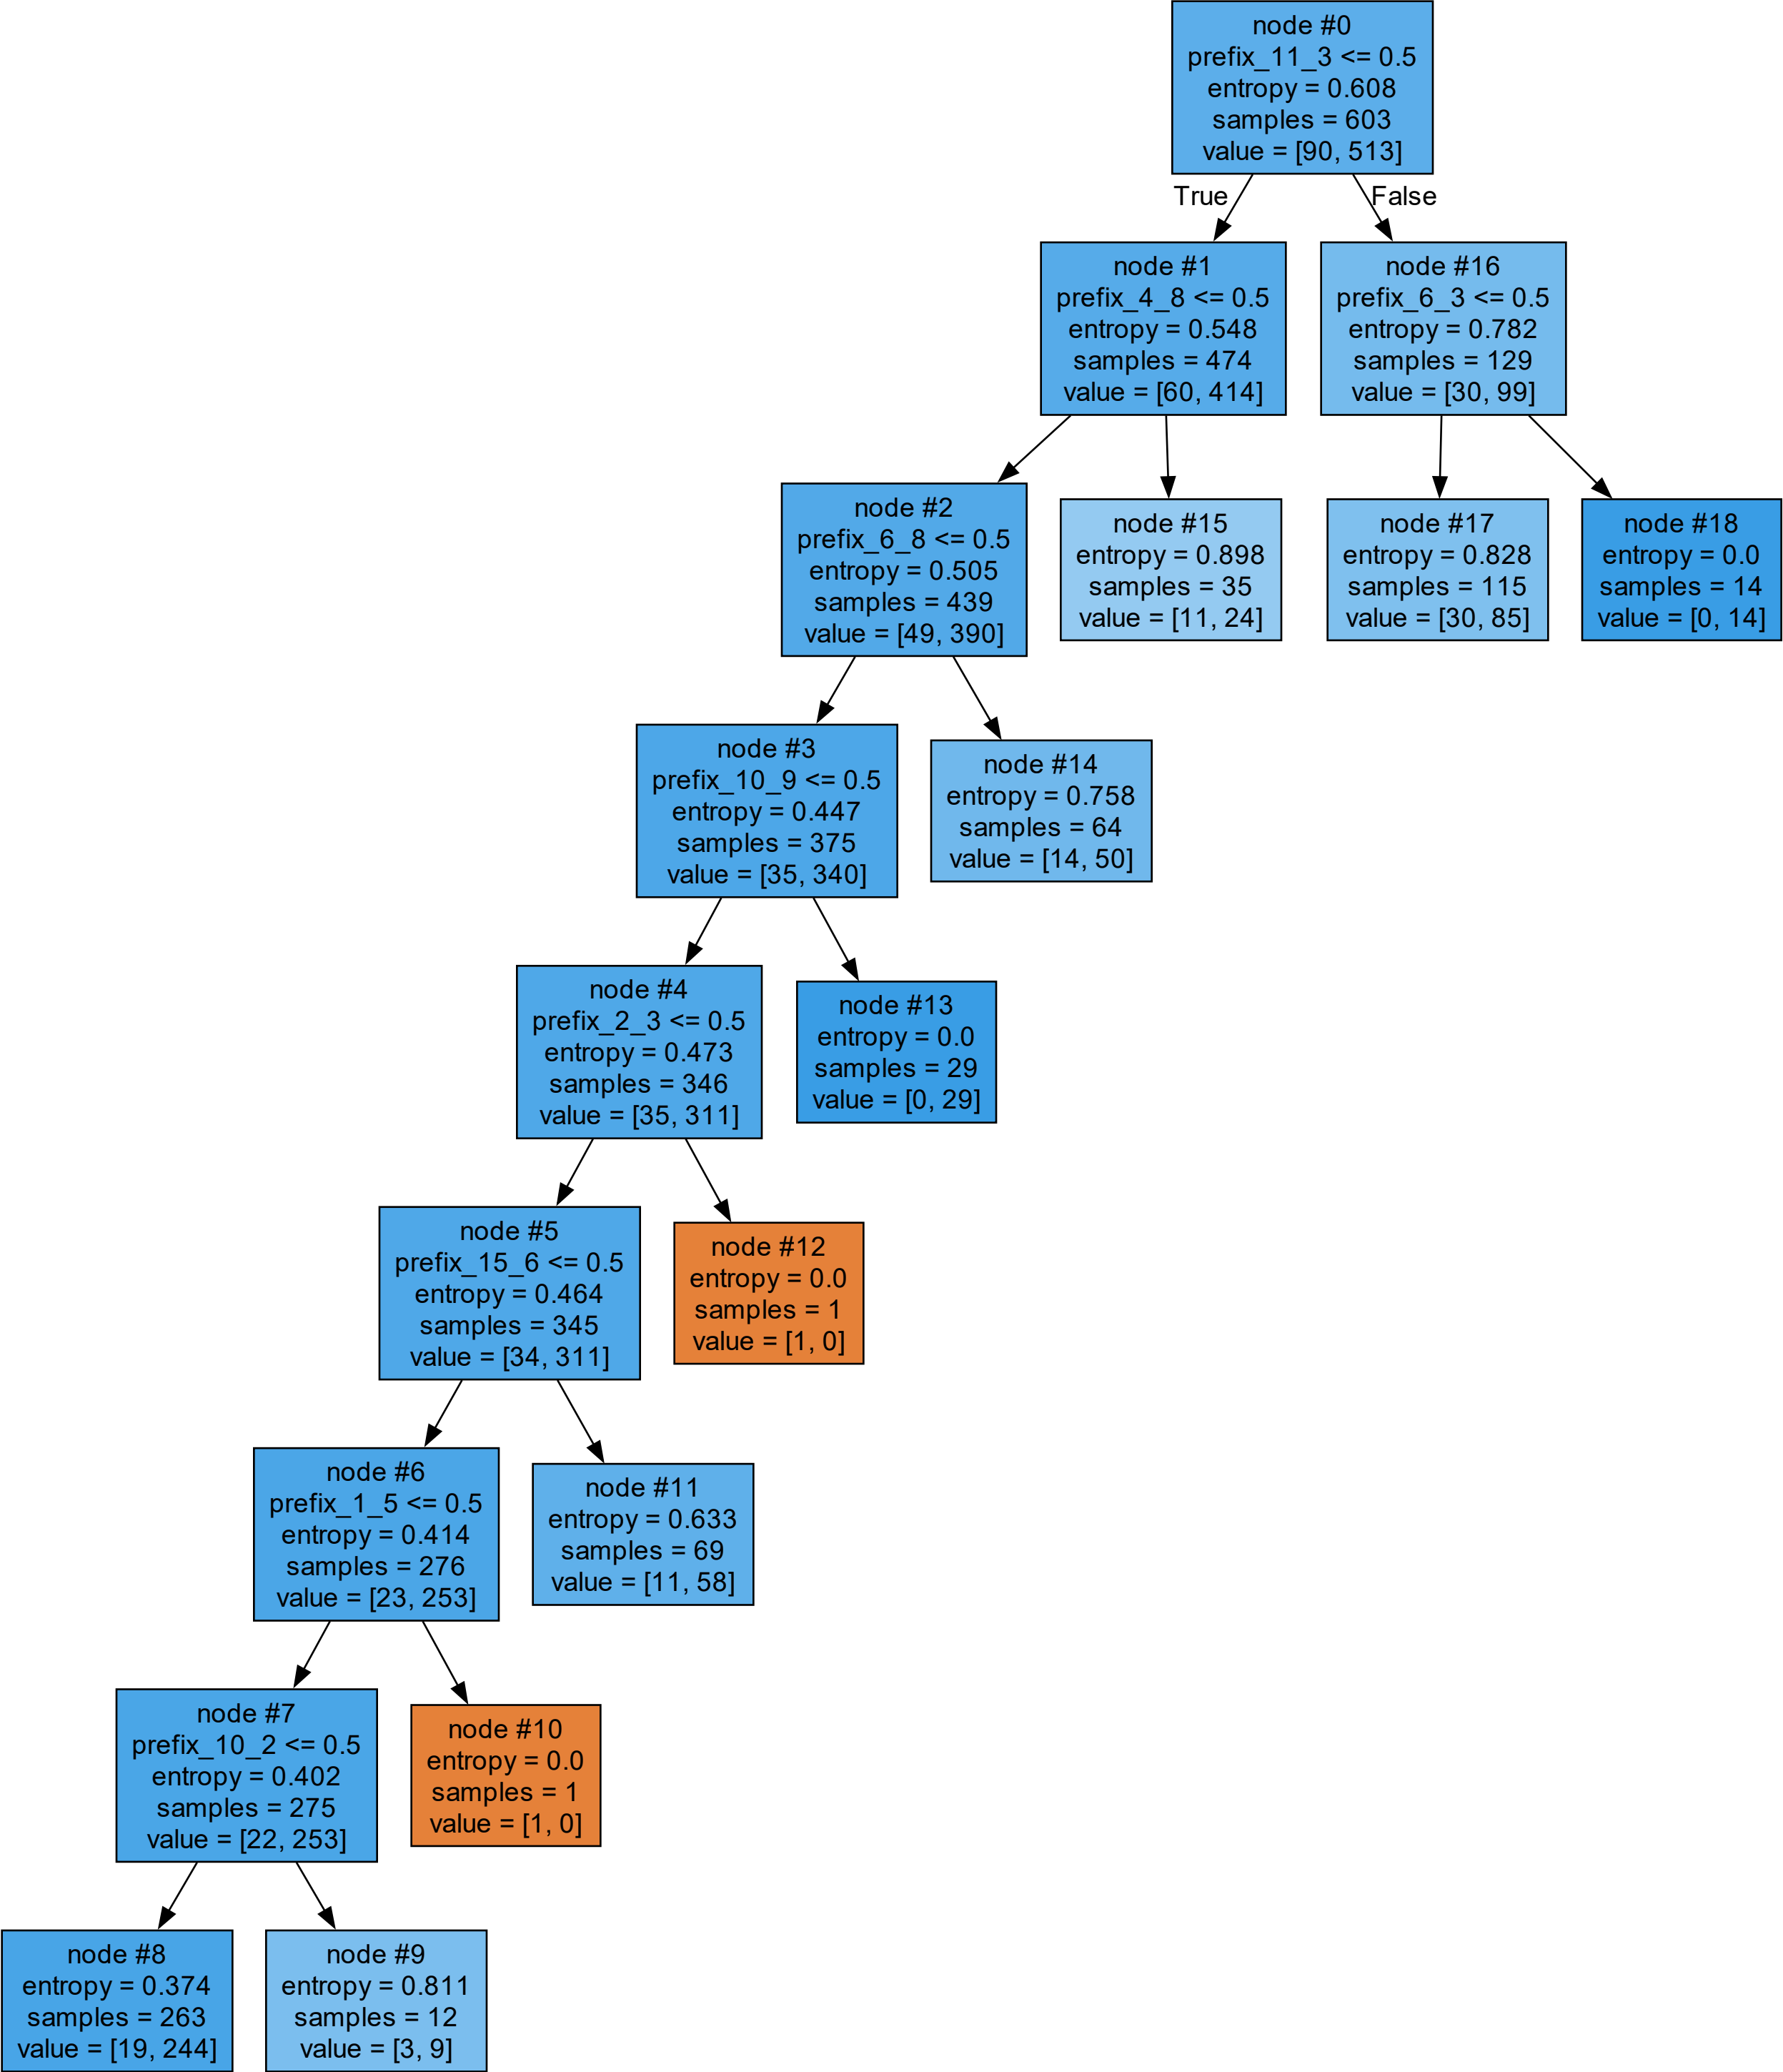 node #0
prefix_11_3 <= 0.5
entropy = 0.608
samples = 603
value = [90, 513]
True
False
node #1
prefix_4_8 <= 0.5
entropy = 0.548
samples = 474
value = [60, 414]
node #16
prefix_6_3 <= 0.5
entropy = 0.782
samples = 129
value = [30, 99]
node #2
prefix_6_8 <= 0.5
entropy = 0.505
samples = 439
value = [49, 390]
node #15
entropy = 0.898
samples = 35
value = [11, 24]
node #17
entropy = 0.828
samples = 115
value = [30, 85]
node #18
entropy = 0.0
samples = 14
value = [0, 14]
node #3
prefix_10_9 <= 0.5
entropy = 0.447
samples = 375
value = [35, 340]
node #14
entropy = 0.758
samples = 64
value = [14, 50]
node #4
prefix_2_3 <= 0.5
entropy = 0.473
samples = 346
value = [35, 311]
node #13
entropy = 0.0
samples = 29
value = [0, 29]
node #5
prefix_15_6 <= 0.5
entropy = 0.464
samples = 345
value = [34, 311]
node #12
entropy = 0.0
samples = 1
value = [1, 0]
node #6
prefix_1_5 <= 0.5
entropy = 0.414
samples = 276
value = [23, 253]
node #11
entropy = 0.633
samples = 69
value = [11, 58]
node #7
prefix_10_2 <= 0.5
entropy = 0.402
samples = 275
value = [22, 253]
node #10
entropy = 0.0
samples = 1
value = [1, 0]
node #8
entropy = 0.374
samples = 263
value = [19, 244]
node #9
entropy = 0.811
samples = 12
value = [3, 9]